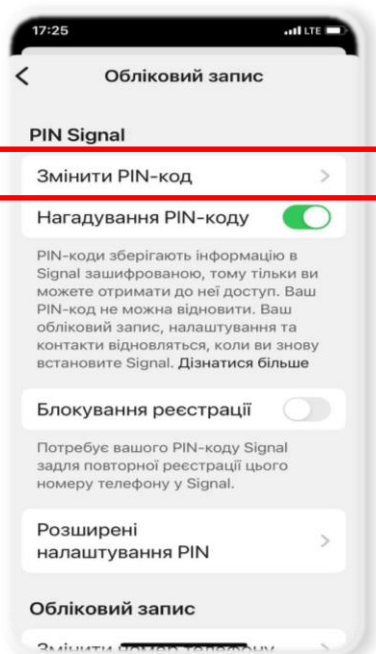 17:25 LTE
Обліковий запис
PIN Signal
Змінити PIN-код
Нагадування PIN-коду
PIN-коди зберігають інформацію в
Signal зашифрованою, тому тільки ви
можете отримати до неї доступ. Ваш
PIN-код не можна відновити. Ваш
обліковий запис, налаштування та
контакти відновляться, коли ви знову
встановите Signal. Дізнатися більше
Блокування реєстрації
Потребує вашого PIN-коду Signal
задля повторної реєстрації цього
номеру телефону у Signal.
Розширені
налаштування PIN
Обліковий запис
Змінити номер телефону